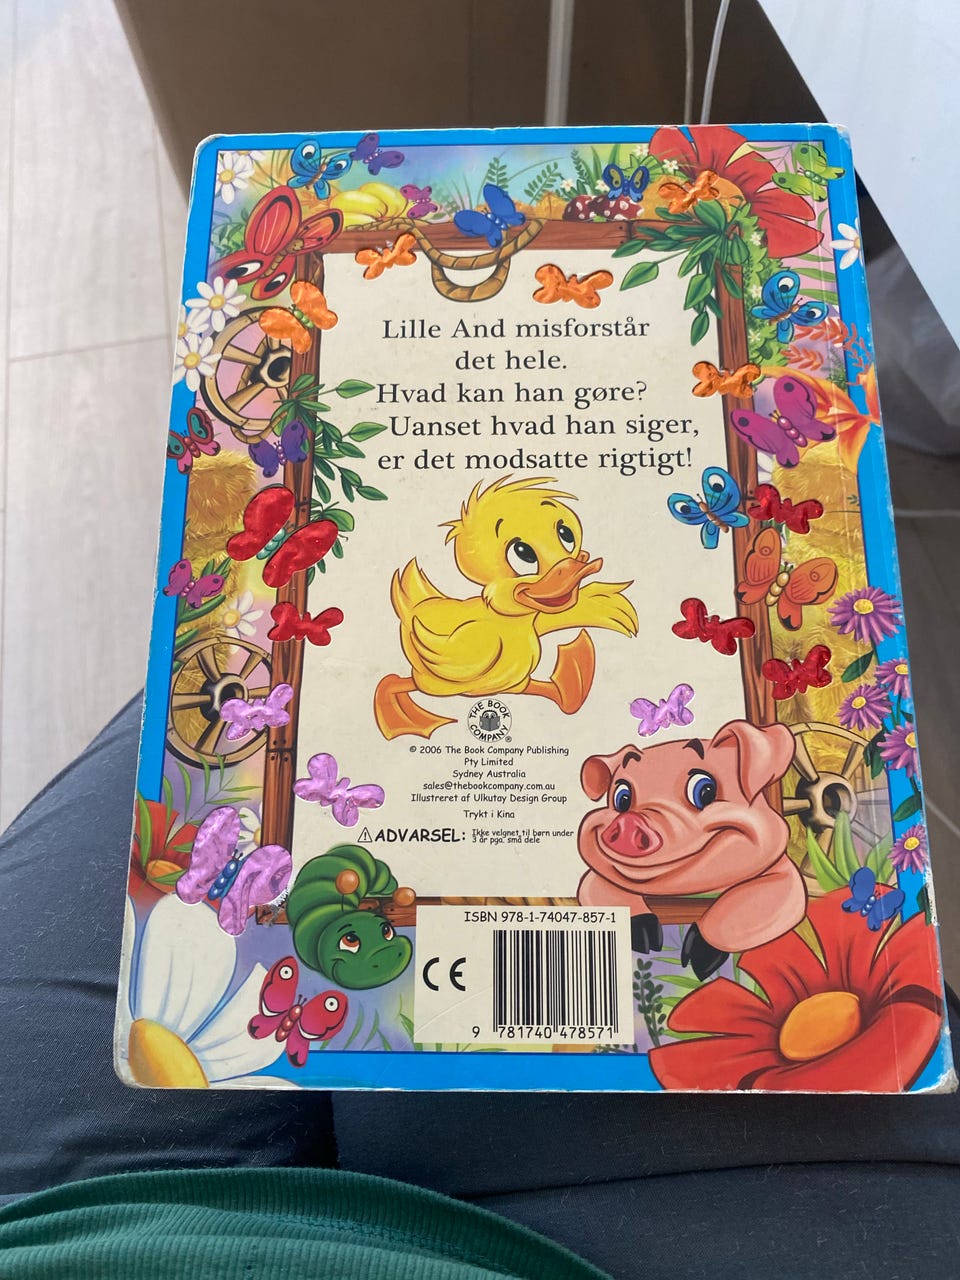 Lille And misforstår
det hele.
Hvad kan han gøre?
Uanset hvad han siger,
er det modsatte rigtigt!
THE BOOK
COMPANY®
© 2006 The Book Company Publishing
Pty Limited
Sydney Australia
sales@thebookcompany.com.au
Illustreret af Ulkutay Design Group
Trykt i Kina
⚠ADVARSEL: Ikke velgnet til børn under
3 år pga. små dele
ISBN 978-1-74047-857-1
CE
9 781740 478571